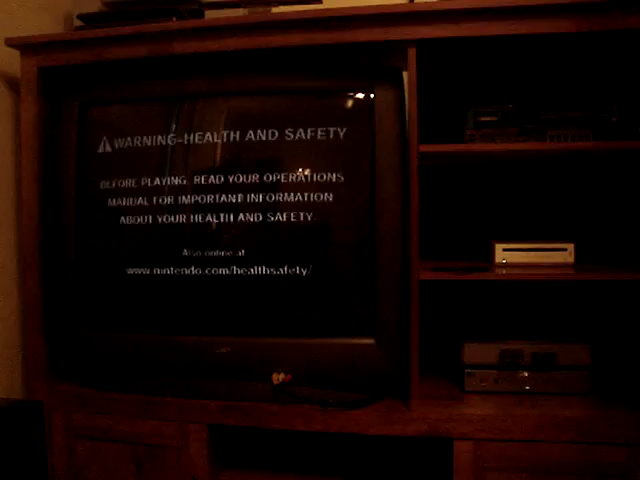 WARNING-HEALTH AND SAFETY
BEFORE PLAYING, READ YOUR OPERATIONS
MANUAL FOR IMPORTANT INFORMATION
ABOUT YOUR HEALTH AND SAFETY.
Also online at
www.nintendo.com/healthsafety/